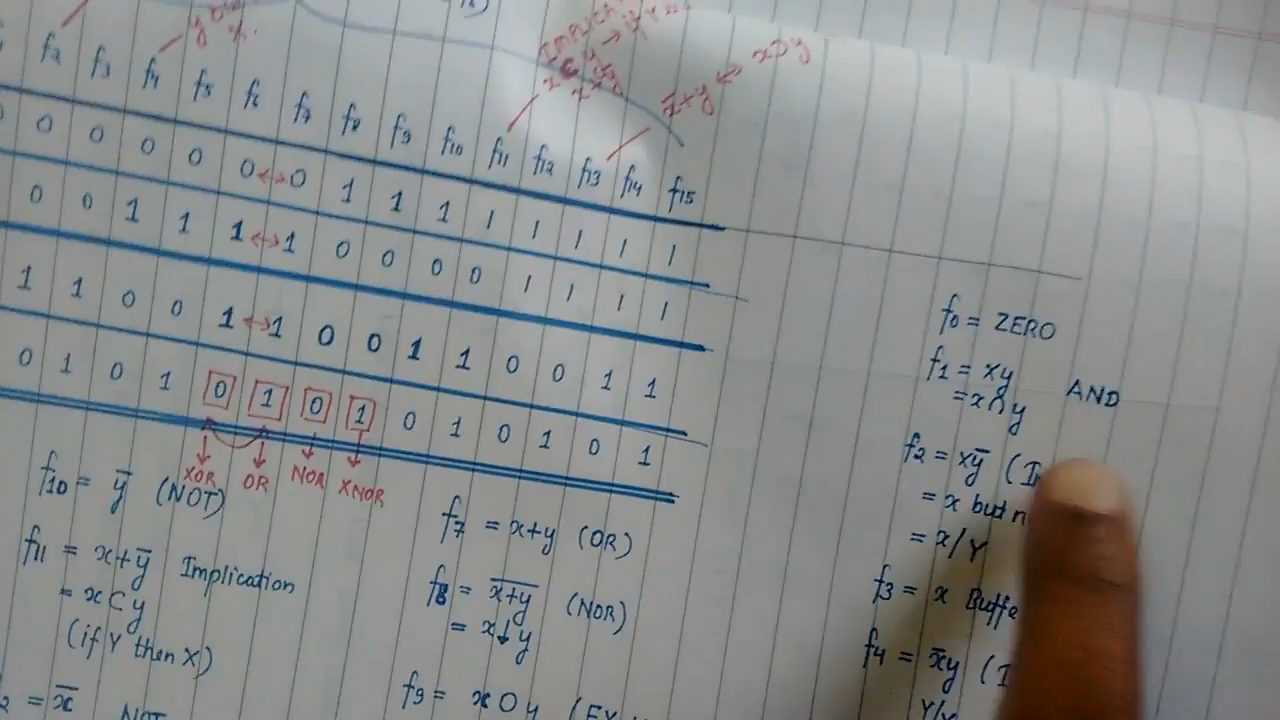 IMPLICA
x̄+y ↔ x⊃y
f2 f3 f4 f5 f6 f7 f8 f9 f10 f11 f12 f13 f14 f15
0 0 0 0 0↔0 1 1 1 1 1 1 1 1
0 0 1 1 1↔1 0 0 0 0 1 1 1 1
1 1 0 0 1↔1 0 0 1 1 0 0 1 1
0 1 0 1 0 1 0 1 0 1 0 1 0 1
XOR OR NOR XNOR
f10 = ȳ (NOT)
f11 = x+ȳ Implication
= x⊂y
(if Y then X)
= x̄ NOT
f7 = x+y (OR)
f8 = x̅+̅y̅ (NOR)
= x↓y
f9 = x⊙y (EX
f0 = ZERO
f1 = xy AND
= x∩y
f2 = xȳ (I
= x but n
= x/Y
f3 = x Buffe
f4 = x̄y (I